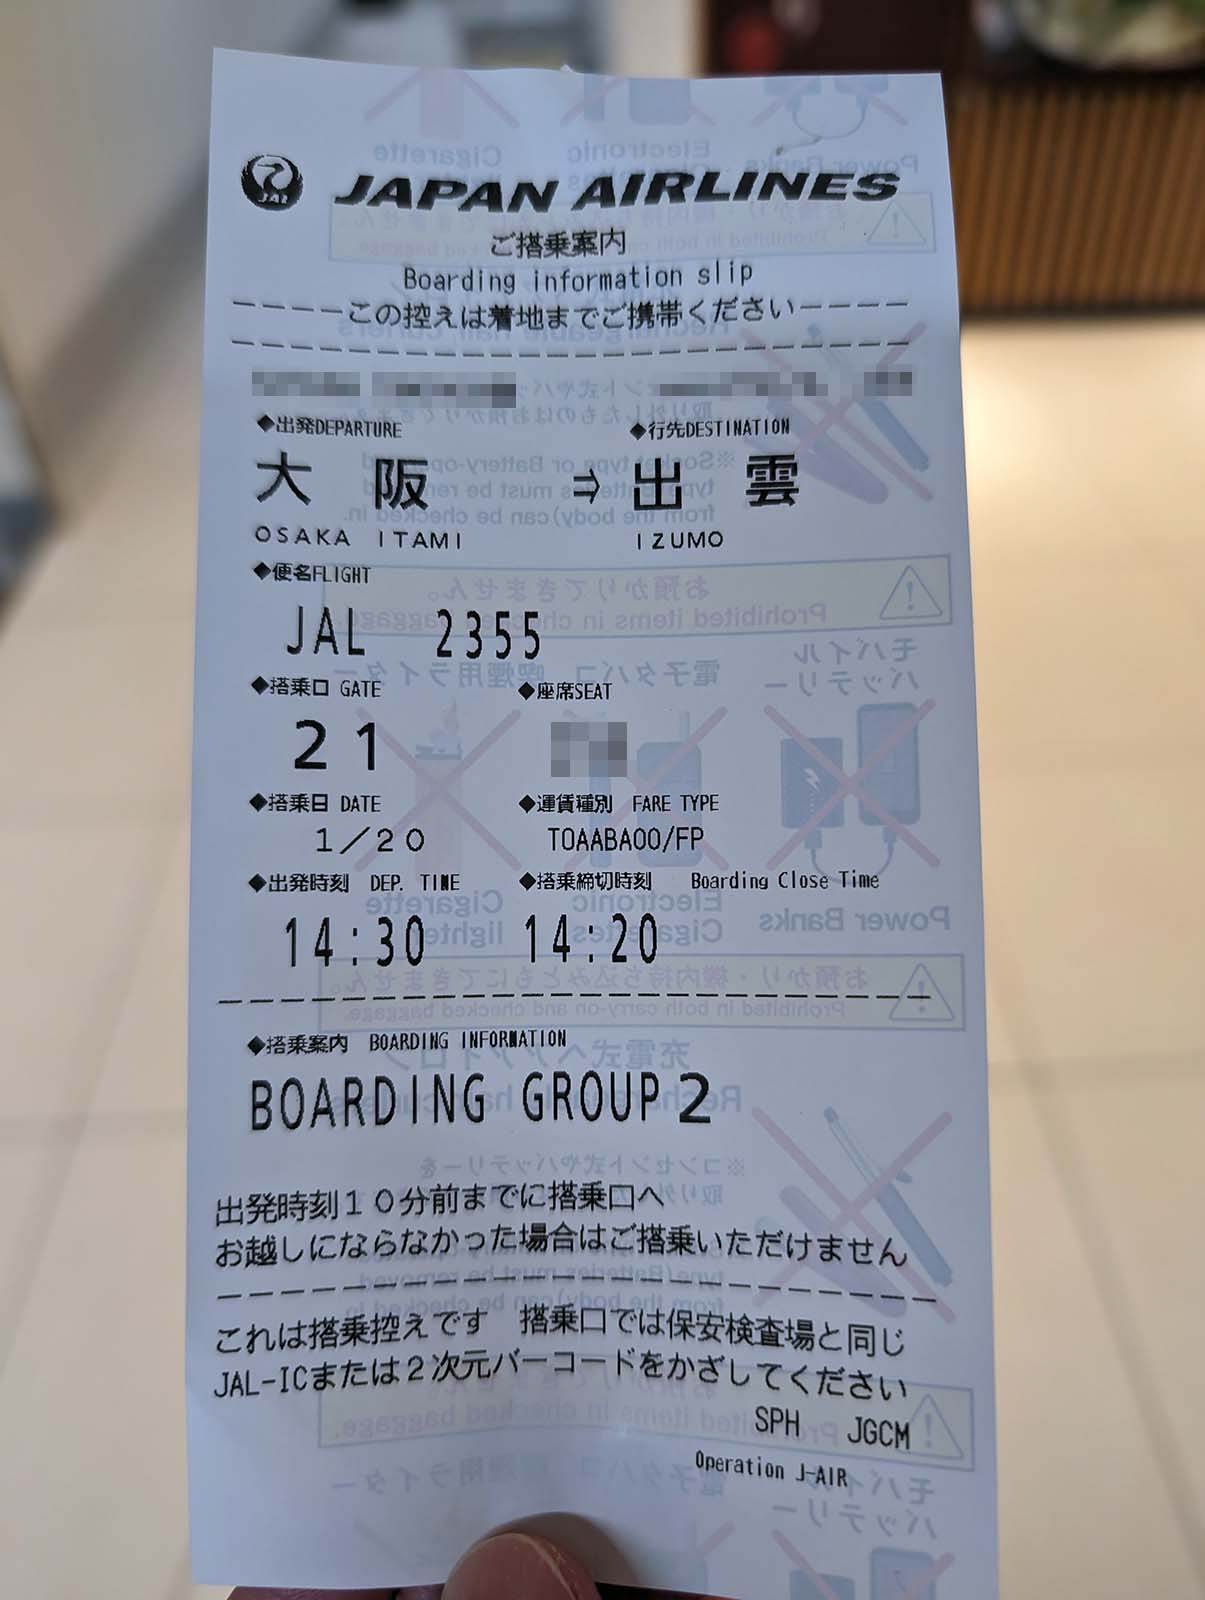 JAL JAPAN AIRLINES
ご搭乗案内
Boarding information slip
----この控えは着地までご携帯ください----
◆出発DEPARTURE ◆行先DESTINATION
大阪 ⇒ 出雲
OSAKA ITAMI IZUMO
◆便名FLIGHT
JAL 2355
◆搭乗口 GATE ◆座席SEAT
21
◆搭乗日 DATE ◆運賃種別 FARE TYPE
1/20 TOAABA00/FP
◆出発時刻 DEP. TIME ◆搭乗締切時刻 Boarding Close Time
14:30 14:20
◆搭乗案内 BOARDING INFORMATION
BOARDING GROUP 2
出発時刻10分前までに搭乗口へ
お越しにならなかった場合はご搭乗いただけません
これは搭乗控えです 搭乗口では保安検査場と同じ
JAL-ICまたは2次元バーコードをかざしてください
SPH JGCM
Operation J-AIR